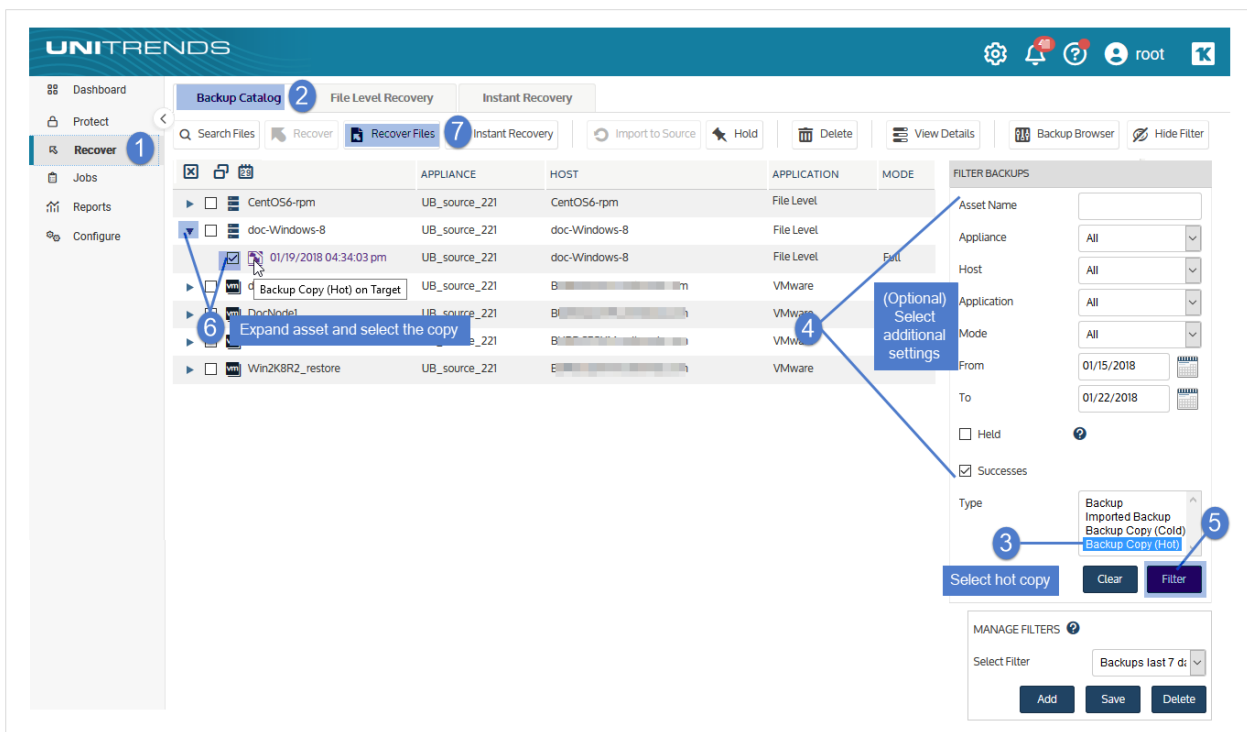 UNITRENDS
root
Dashboard
Protect
Recover
Jobs
Reports
Configure
1
Backup Catalog
2
File Level Recovery
Instant Recovery
Search Files
Recover
Recover Files
7
Instant Recovery
Import to Source
Hold
Delete
View Details
Backup Browser
Hide Filter
APPLIANCE
HOST
APPLICATION
MODE
CentOS6-rpm
UB_source_221
CentOS6-rpm
File Level
doc-Windows-8
UB_source_221
doc-Windows-8
File Level
01/19/2018 04:34:03 pm
UB_source_221
doc-Windows-8
File Level
Full
vm
d
UB_source_221
B
m
VMware
Backup Copy (Hot) on Target
DocNode1
UB_source_221
VMware
6
Expand asset and select the copy
vm
Win2K8R2_restore
UB_source_221
VMware
4
(Optional)
Select
additional
settings
FILTER BACKUPS
Asset Name
Appliance
All
Host
All
Application
All
Mode
All
From
01/15/2018
To
01/22/2018
Held
Successes
Type
Backup
Imported Backup
Backup Copy (Cold)
Backup Copy (Hot)
3
5
Select hot copy
Clear
Filter
MANAGE FILTERS
Select Filter
Backups last 7 da
Add
Save
Delete